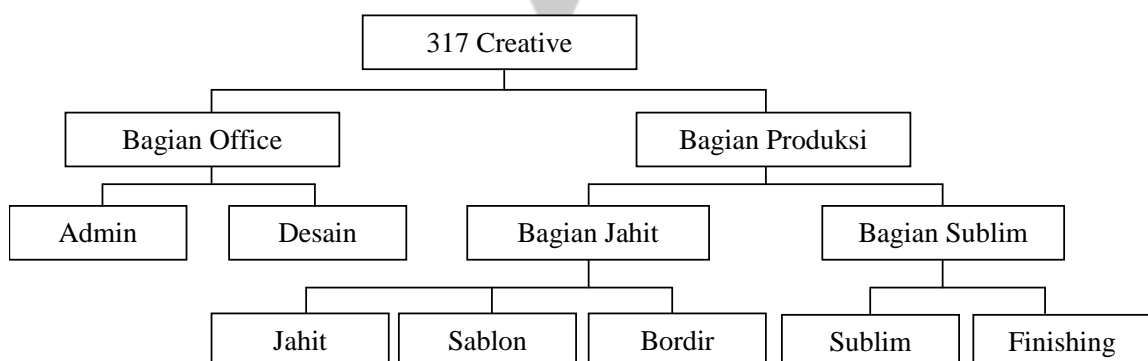 317 Creative
Bagian Office
Bagian Produksi
Admin
Desain
Bagian Jahit
Bagian Sublim
Jahit
Sablon
Bordir
Sublim
Finishing